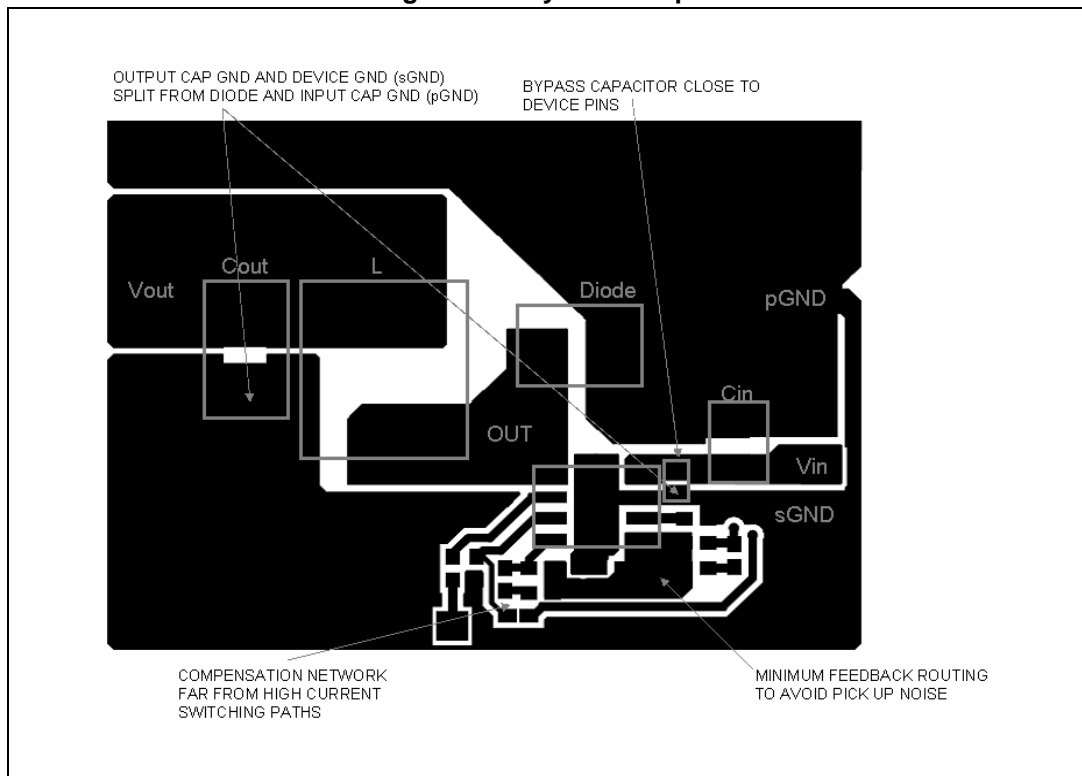 OUTPUT CAP GND AND DEVICE GND (sGND)
SPLIT FROM DIODE AND INPUT CAP GND (pGND)
BYPASS CAPACITOR CLOSE TO
DEVICE PINS
Cout
L
Vout
Diode
pGND
Cin
OUT
Vin
sGND
COMPENSATION NETWORK
FAR FROM HIGH CURRENT
SWITCHING PATHS
MINIMUM FEEDBACK ROUTING
TO AVOID PICK UP NOISE